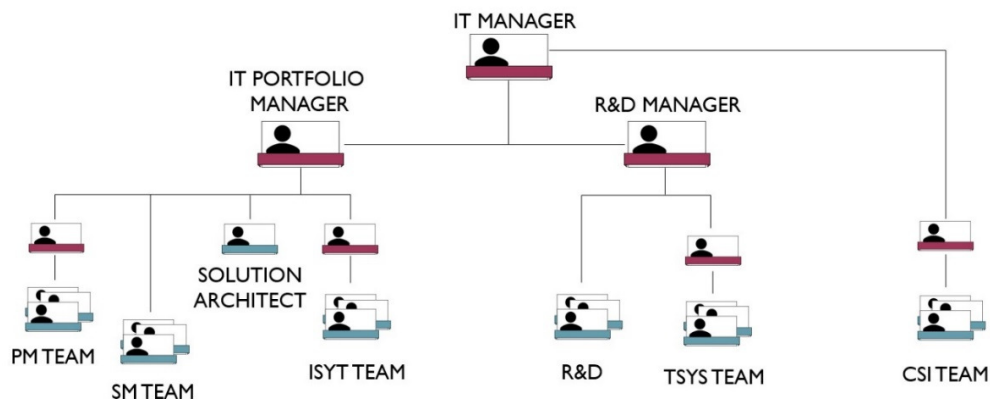 IT MANAGER
IT PORTFOLIO
MANAGER
R&D MANAGER
SOLUTION
ARCHITECT
PM TEAM
SM TEAM
ISYT TEAM
R&D
TSYS TEAM
CSI TEAM